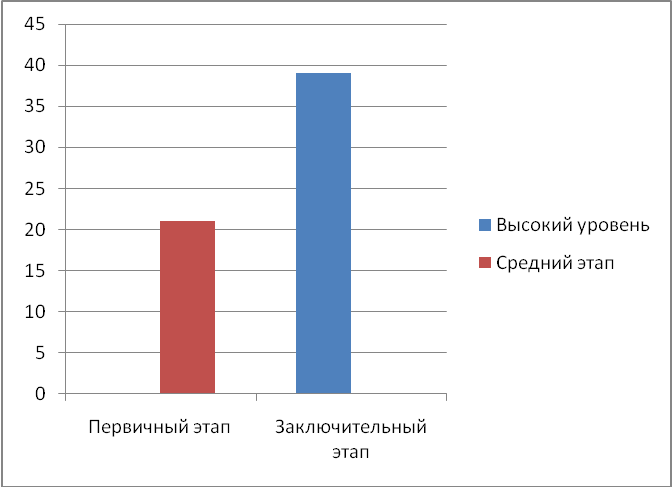 45
40
35
30
25
20
15
10
5
0
Первичный этап
Заключительный
этап
Высокий уровень
Средний этап